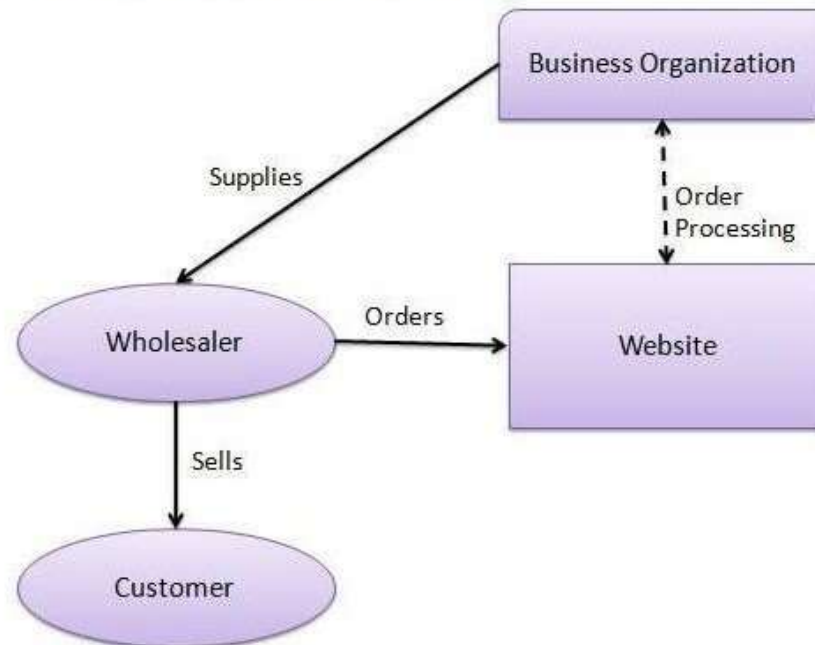 Business Organization
Supplies
Order
Processing
Wholesaler
Orders
Website
Sells
Customer